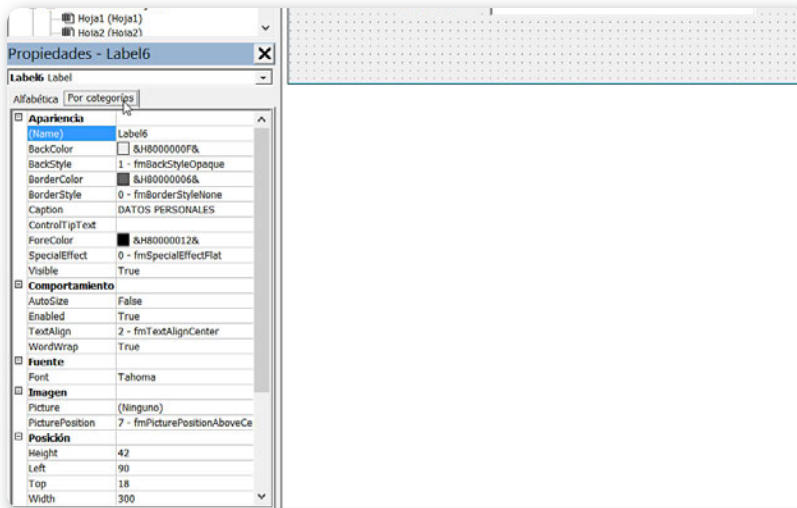 Hoja1 (Hoja1)
Hoja2 (Hoja2)
Propiedades - Label6
Label6 Label
Alfabética Por categorías
Apariencia
(Name) Label6
BackColor &H8000000F&
BackStyle 1 - fmBackStyleOpaque
BorderColor &H80000006&
BorderStyle 0 - fmBorderStyleNone
Caption DATOS PERSONALES
ControlTipText
ForeColor &H80000012&
SpecialEffect 0 - fmSpecialEffectFlat
Visible True
Comportamiento
AutoSize False
Enabled True
TextAlign 2 - fmTextAlignCenter
WordWrap True
Fuente
Font Tahoma
Imagen
Picture (Ninguno)
PicturePosition 7 - fmPicturePositionAboveCe
Posición
Height 42
Left 90
Top 18
Width 300